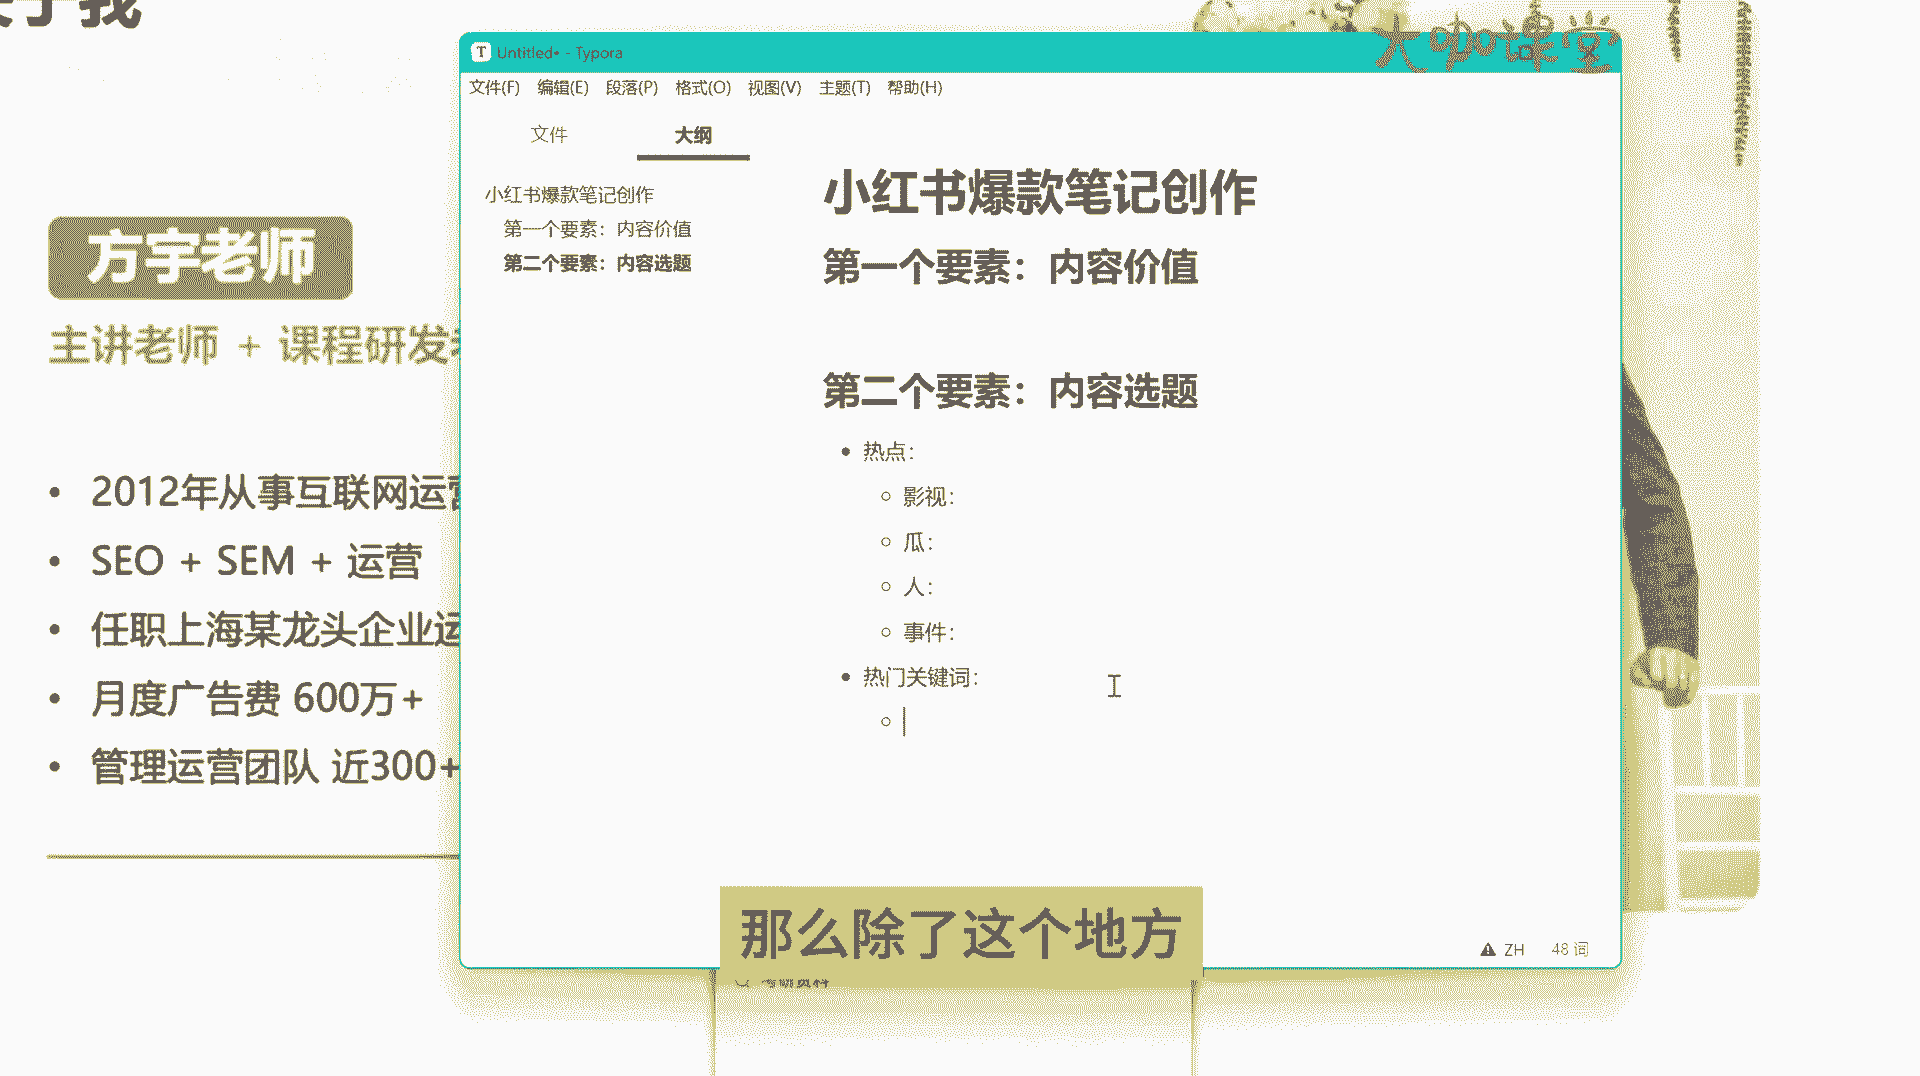 大咖课堂
Untitled• - Typora
文件(F) 编辑(E) 段落(P) 格式(O) 视图(V) 主题(T) 帮助(H)
文件 大纲
小红书爆款笔记创作
第一个要素：内容价值
第二个要素：内容选题
小红书爆款笔记创作
第一个要素：内容价值
第二个要素：内容选题
• 热点：
○ 影视：
○ 瓜：
○ 人：
○ 事件：
• 热门关键词：
方宇老师
主讲老师 + 课程研发
• 2012年从事互联网运营
• SEO + SEM + 运营
• 任职上海某龙头企业运
• 月度广告费 600万+
• 管理运营团队 近300+
那么除了这个地方
ZH 48 词
考研资料